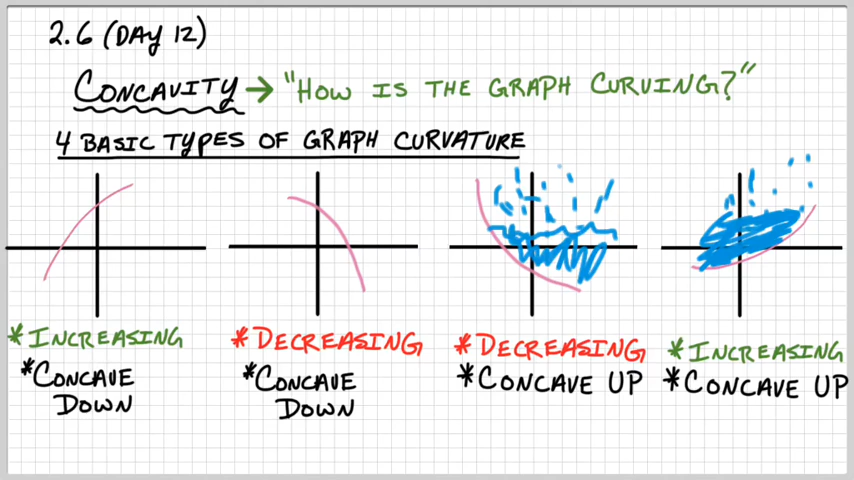 2.6 (DAY 12)
CONCAVITY → "HOW IS THE GRAPH CURVING?"
4 BASIC TYPES OF GRAPH CURVATURE
*INCREASING
*CONCAVE
DOWN
*DECREASING
*CONCAVE
DOWN
*DECREASING
*CONCAVE UP
*INCREASING
*CONCAVE UP